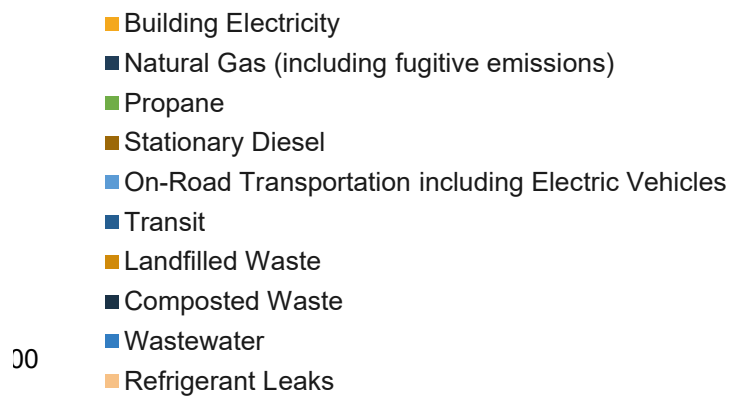 Building Electricity
Natural Gas (including fugitive emissions)
Propane
Stationary Diesel
On-Road Transportation including Electric Vehicles
Transit
Landfilled Waste
Composted Waste
Wastewater
00
Refrigerant Leaks